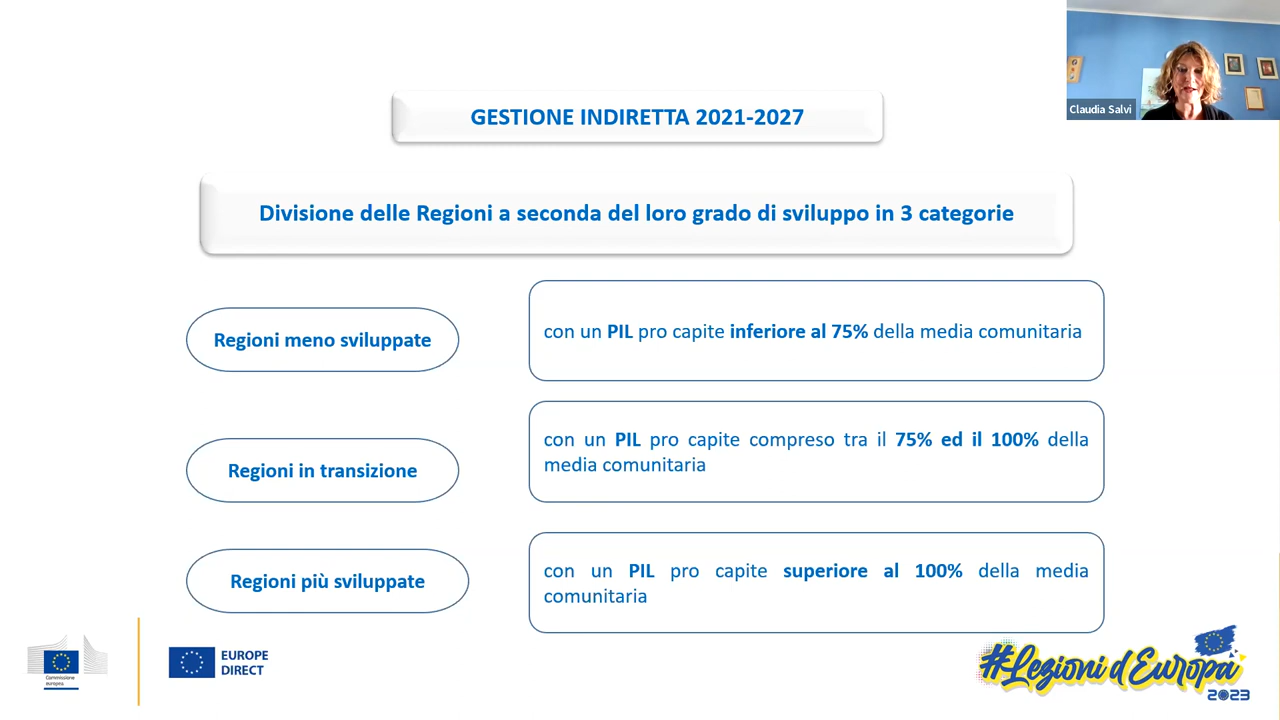 Claudia Salvi
GESTIONE INDIRETTA 2021-2027
Divisione delle Regioni a seconda del loro grado di sviluppo in 3 categorie
Regioni meno sviluppate
con un PIL pro capite inferiore al 75% della media comunitaria
Regioni in transizione
con un PIL pro capite compreso tra il 75% ed il 100% della
media comunitaria
Regioni più sviluppate
con un PIL pro capite superiore al 100% della media
comunitaria
Commissione
europea
EUROPE
DIRECT
#Lezioni d'Europa
2023